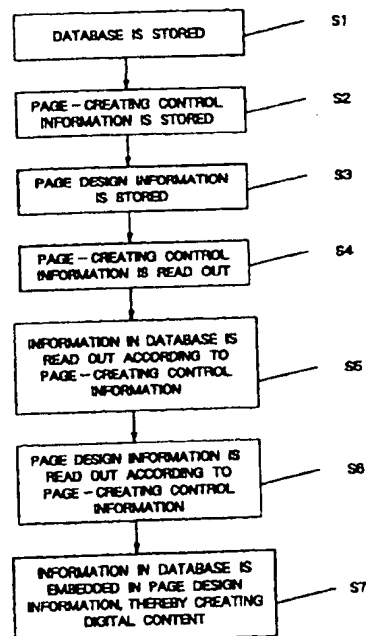 DATABASE IS STORED
S1
PAGE-CREATING CONTROL
INFORMATION IS STORED
S2
PAGE DESIGN INFORMATION
IS STORED
S3
PAGE-CREATING CONTROL
INFORMATION IS READ OUT
S4
INFORMATION IN DATABASE IS
READ OUT ACCORDING TO
PAGE-CREATING CONTROL
INFORMATION
S5
PAGE DESIGN INFORMATION IS
READ OUT ACCORDING TO
PAGE-CREATING CONTROL
INFORMATION
S6
INFORMATION IN DATABASE IS
EMBEDDED IN PAGE DESIGN
INFORMATION, THEREBY CREATING
DIGITAL CONTENT
S7